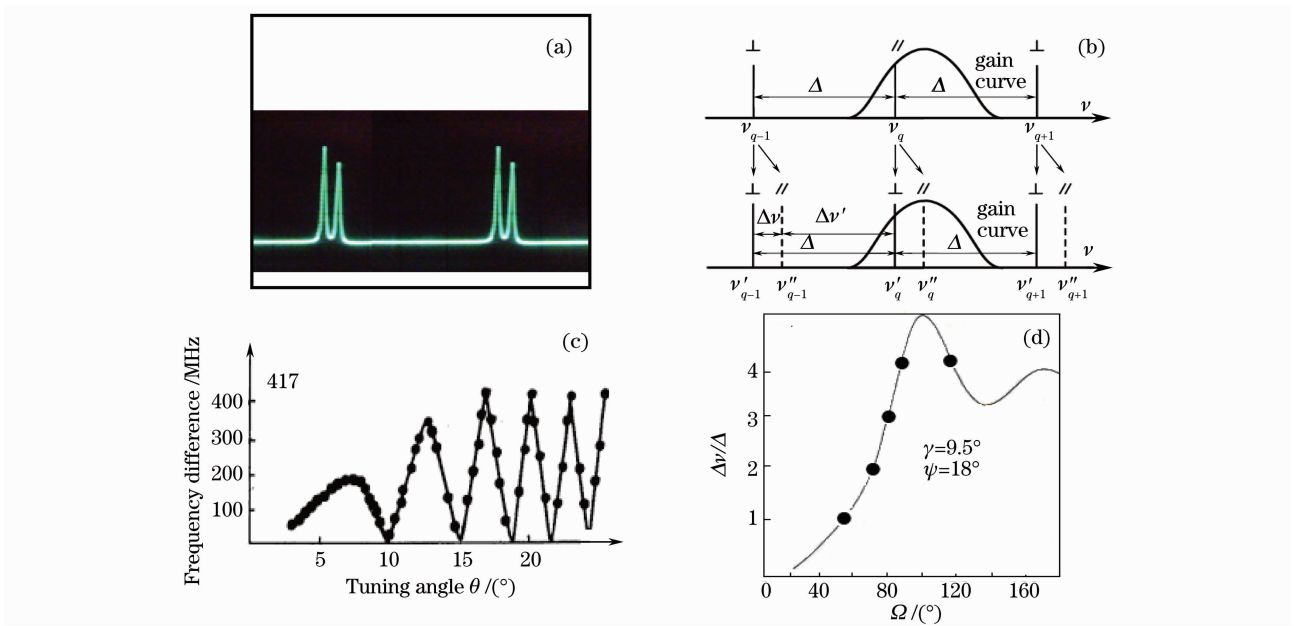 (a)
(b)
⊥ // ⊥
gain
curve
Δ Δ
ν
ν_{q-1} ν_q ν_{q+1}
⊥ // ⊥ // ⊥ //
Δν Δν′
gain
curve
Δ Δ
ν
ν′_{q-1} ν″_{q-1} ν′_q ν″_q ν′_{q+1} ν″_{q+1}
(c)
Frequency difference /MHz
417
400
300
200
100
5 10 15 20
Tuning angle θ /(°)
(d)
Δν/Δ
4
3
2
1
γ=9.5°
ψ=18°
0 40 80 120 160
Ω /(°)